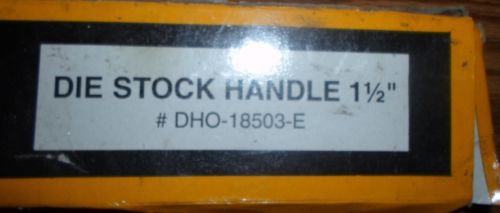 DIE STOCK HANDLE 1½"
# DHO-18503-E